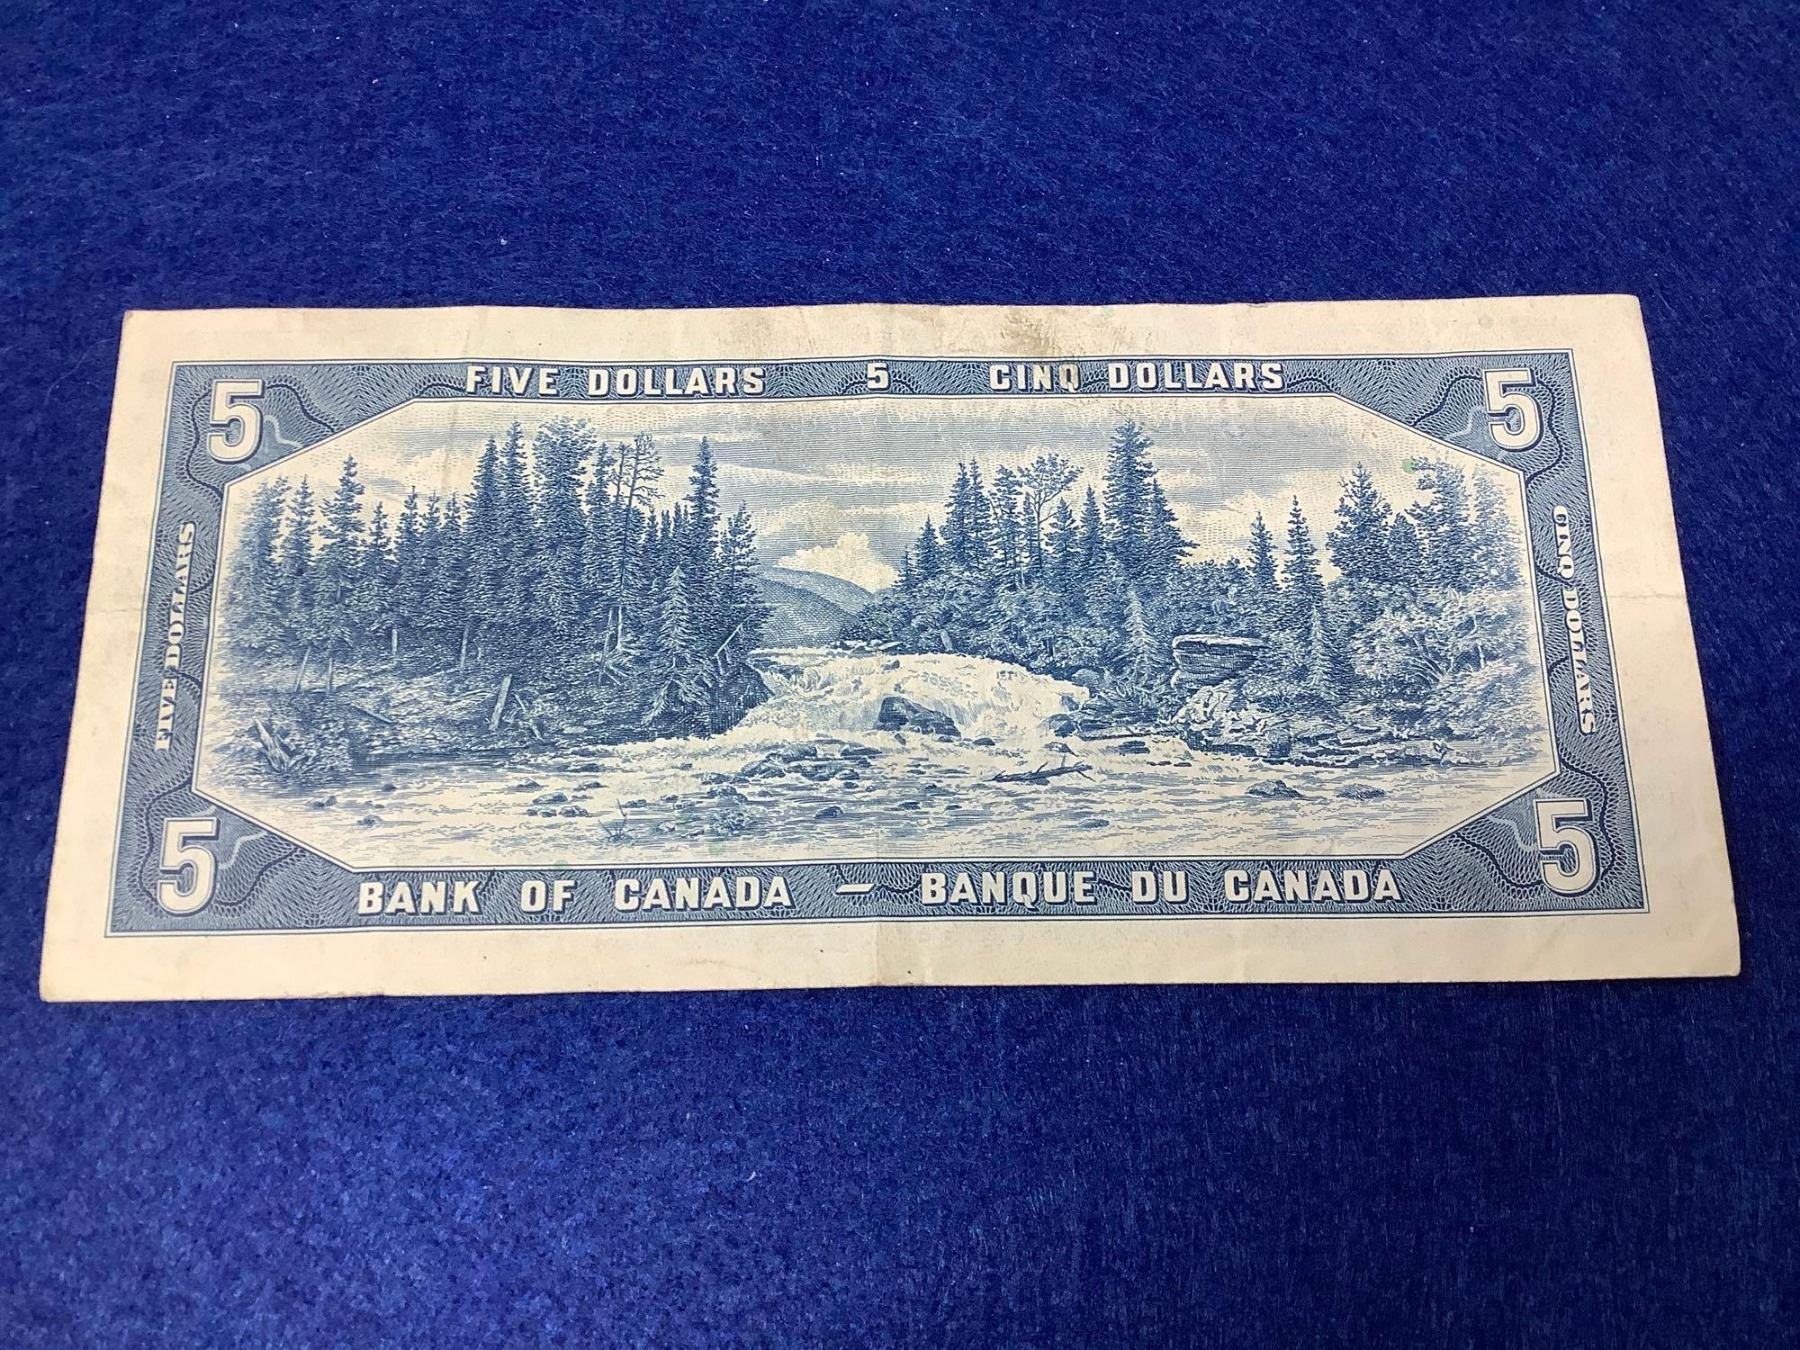 5 FIVE DOLLARS 5 CINQ DOLLARS 5
FIVE DOLLARS
CINQ DOLLARS
5 BANK OF CANADA — BANQUE DU CANADA 5